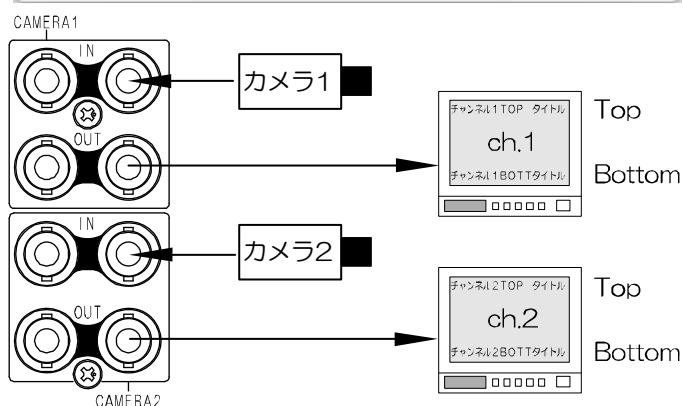 CAMERA1
IN
カメラ1
OUT
チャンネル1TOP タイトル
ch.1
チャンネル1BOTTタイトル
Top
Bottom
IN
カメラ2
OUT
チャンネル2TOP タイトル
ch.2
チャンネル2BOTTタイトル
Top
Bottom
CAMERA2